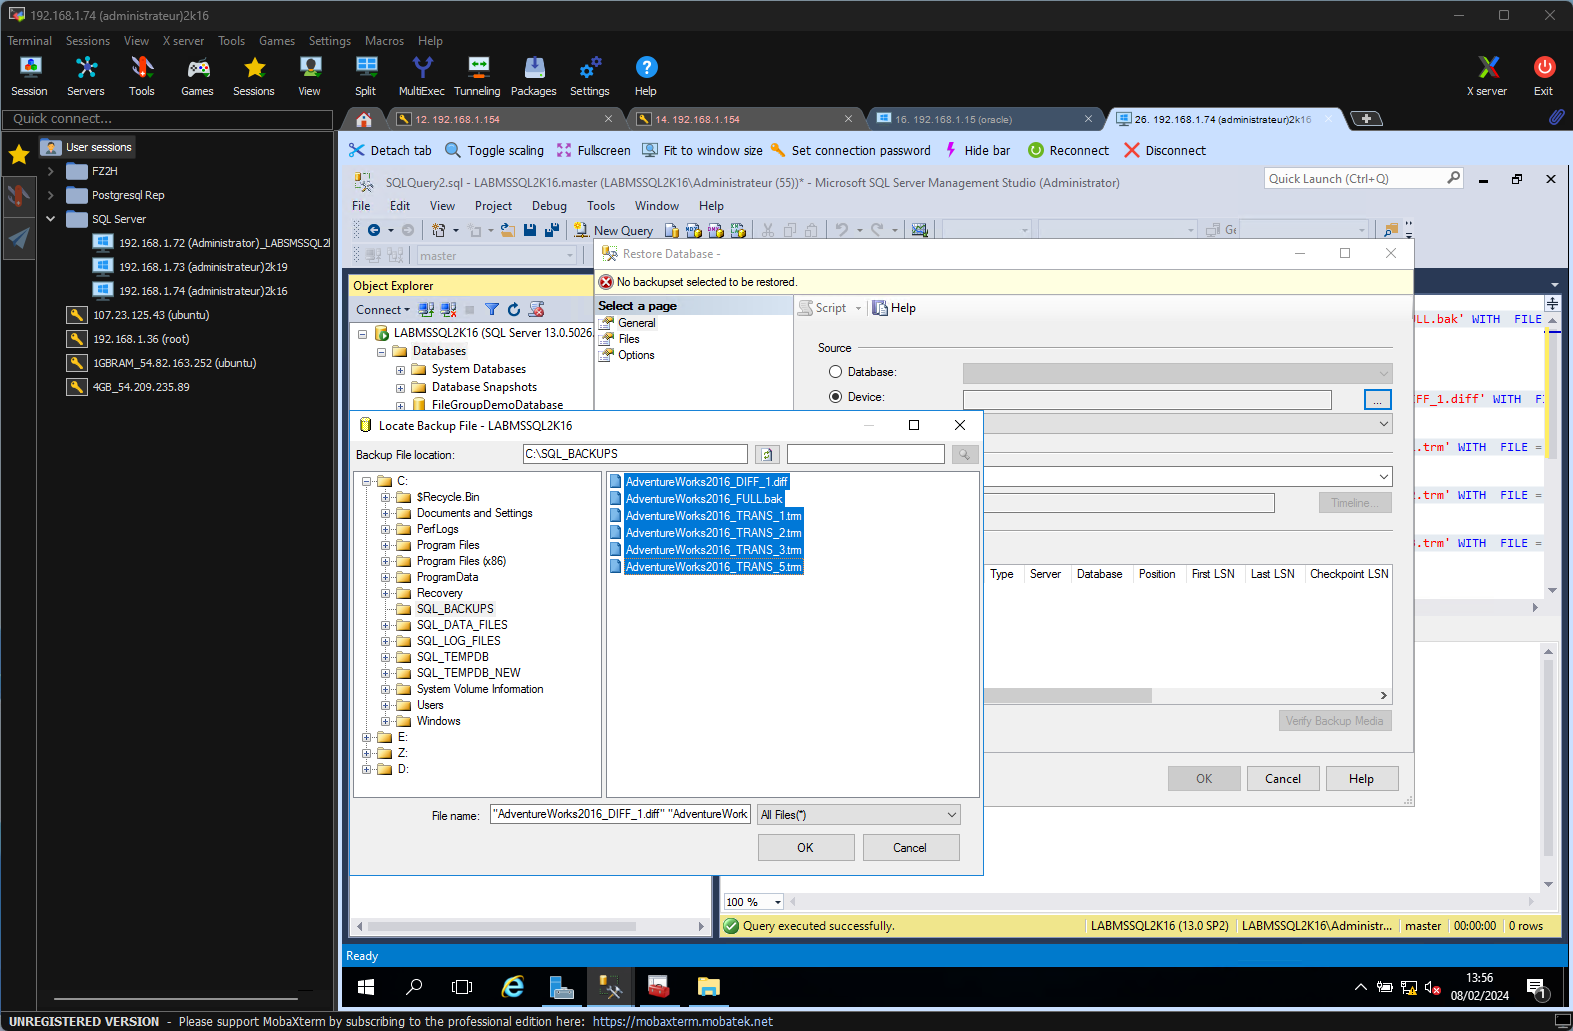 192.168.1.74 (administrateur)2k16
Terminal Sessions View X server Tools Games Settings Macros Help
Session Servers Tools Games Sessions View Split MultiExec Tunneling Packages Settings Help X server Exit
Quick connect...
12. 192.168.1.154
14. 192.168.1.154
16. 192.168.1.15 (oracle)
26. 192.168.1.74 (administrateur)2k16
User sessions
FZ2H
Postgresql Rep
SQL Server
192.168.1.72 (Administrator)_LABSMSSQL2
192.168.1.73 (administrateur)2k19
192.168.1.74 (administrateur)2k16
107.23.125.43 (ubuntu)
192.168.1.36 (root)
1GBRAM_54.82.163.252 (ubuntu)
4GB_54.209.235.89
Detach tab Toggle scaling Fullscreen Fit to window size Set connection password Hide bar Reconnect Disconnect
SQLQuery2.sql - LABMSSQL2K16.master (LABMSSQL2K16\Administrateur (55))* - Microsoft SQL Server Management Studio (Administrator)
Quick Launch (Ctrl+Q)
File Edit View Project Debug Tools Window Help
New Query
Ge
master
Object Explorer
Connect
LABMSSQL2K16 (SQL Server 13.0.5026.
Databases
System Databases
Database Snapshots
FileGroupDemoDatabase
Restore Database -
No backupset selected to be restored.
Select a page
General
Files
Options
Script Help
Source
Database:
Device:
...
Timeline...
Type Server Database Position First LSN Last LSN Checkpoint LSN
Verify Backup Media
OK Cancel Help
ULL.bak' WITH FILE
FF_1.diff' WITH FI
.trm' WITH FILE =
2.trm' WITH FILE =
.trm' WITH FILE =
Locate Backup File - LABMSSQL2K16
Backup File location: C:\SQL_BACKUPS
C:
$Recycle.Bin
Documents and Settings
PerfLogs
Program Files
Program Files (x86)
ProgramData
Recovery
SQL_BACKUPS
SQL_DATA_FILES
SQL_LOG_FILES
SQL_TEMPDB
SQL_TEMPDB_NEW
System Volume Information
Users
Windows
E:
Z:
D:
AdventureWorks2016_DIFF_1.diff
AdventureWorks2016_FULL.bak
AdventureWorks2016_TRANS_1.trm
AdventureWorks2016_TRANS_2.trm
AdventureWorks2016_TRANS_3.trm
AdventureWorks2016_TRANS_5.trm
File name: "AdventureWorks2016_DIFF_1.diff" "AdventureWork All Files(*)
OK Cancel
100 %
Query executed successfully. LABMSSQL2K16 (13.0 SP2) LABMSSQL2K16\Administr... master 00:00:00 0 rows
Ready
13:56
08/02/2024
1
UNREGISTERED VERSION - Please support MobaXterm by subscribing to the professional edition here: https://mobaxterm.mobatek.net